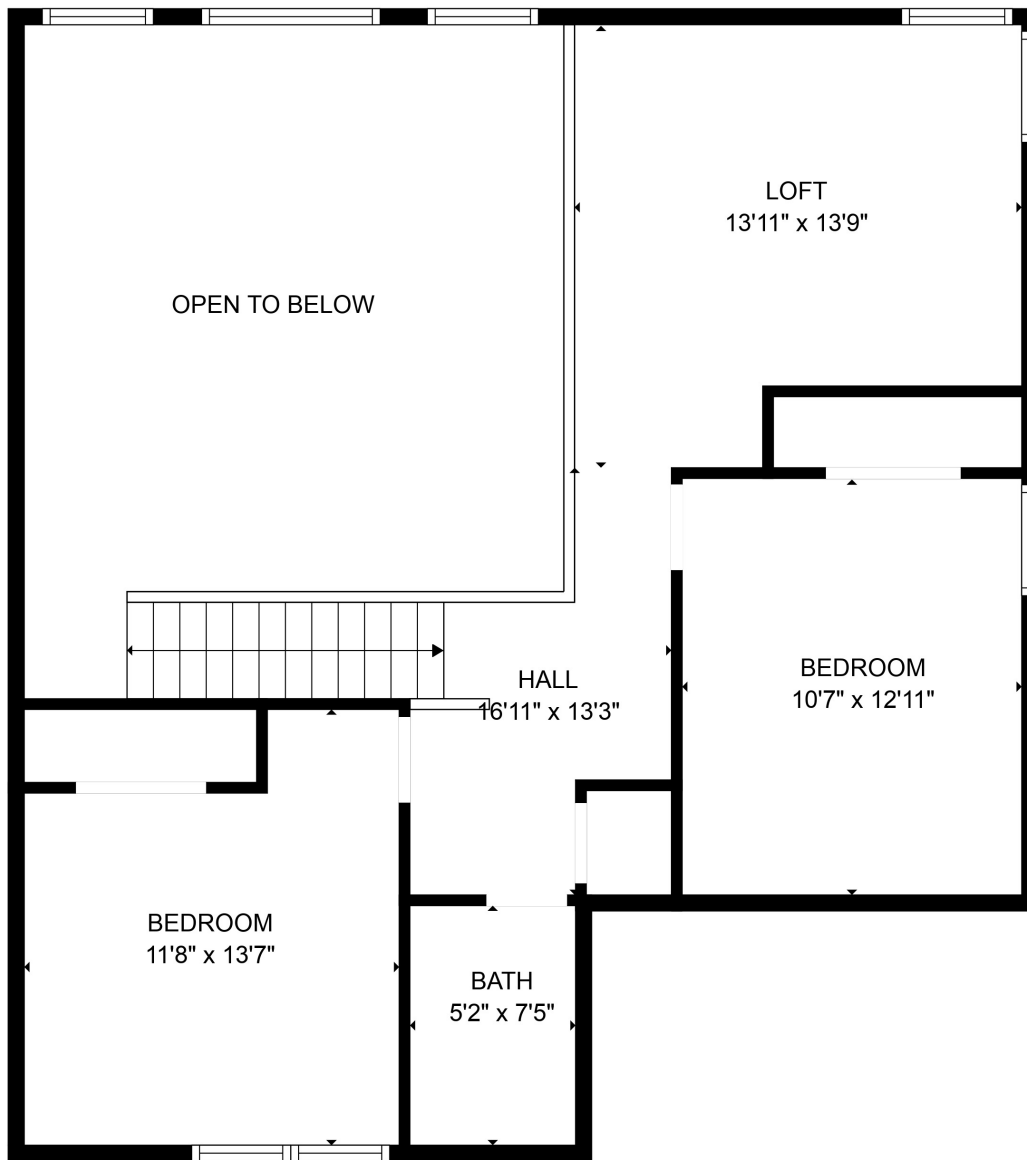 LOFT
13'11" x 13'9"
OPEN TO BELOW
HALL
16'11" x 13'3"
BEDROOM
10'7" x 12'11"
BEDROOM
11'8" x 13'7"
BATH
5'2" x 7'5"